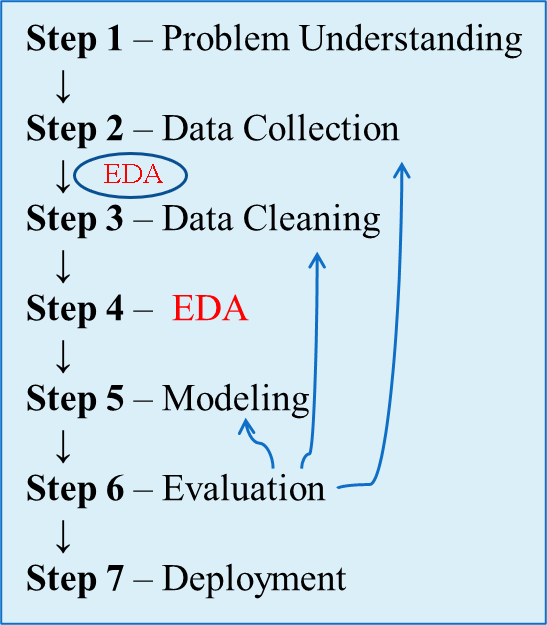 Step 1 – Problem Understanding
↓
Step 2 – Data Collection
↓ EDA
Step 3 – Data Cleaning
↓
Step 4 – EDA
↓
Step 5 – Modeling
↓
Step 6 – Evaluation
↓
Step 7 – Deployment